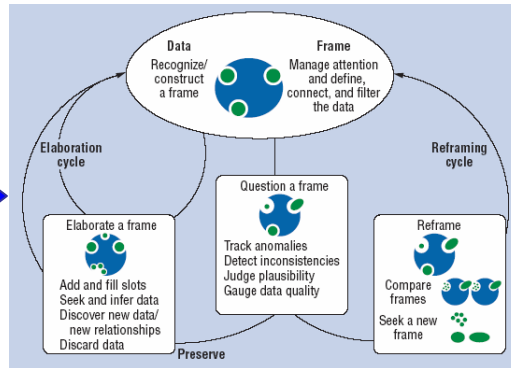 Data
Recognize/
construct
a frame
Frame
Manage attention
and define,
connect, and filter
the data
Elaboration
cycle
Reframing
cycle
Elaborate a frame
Add and fill slots
Seek and infer data
Discover new data/
new relationships
Discard data
Question a frame
Track anomalies
Detect inconsistencies
Judge plausibility
Gauge data quality
Reframe
Compare
frames
Seek a new
frame
Preserve